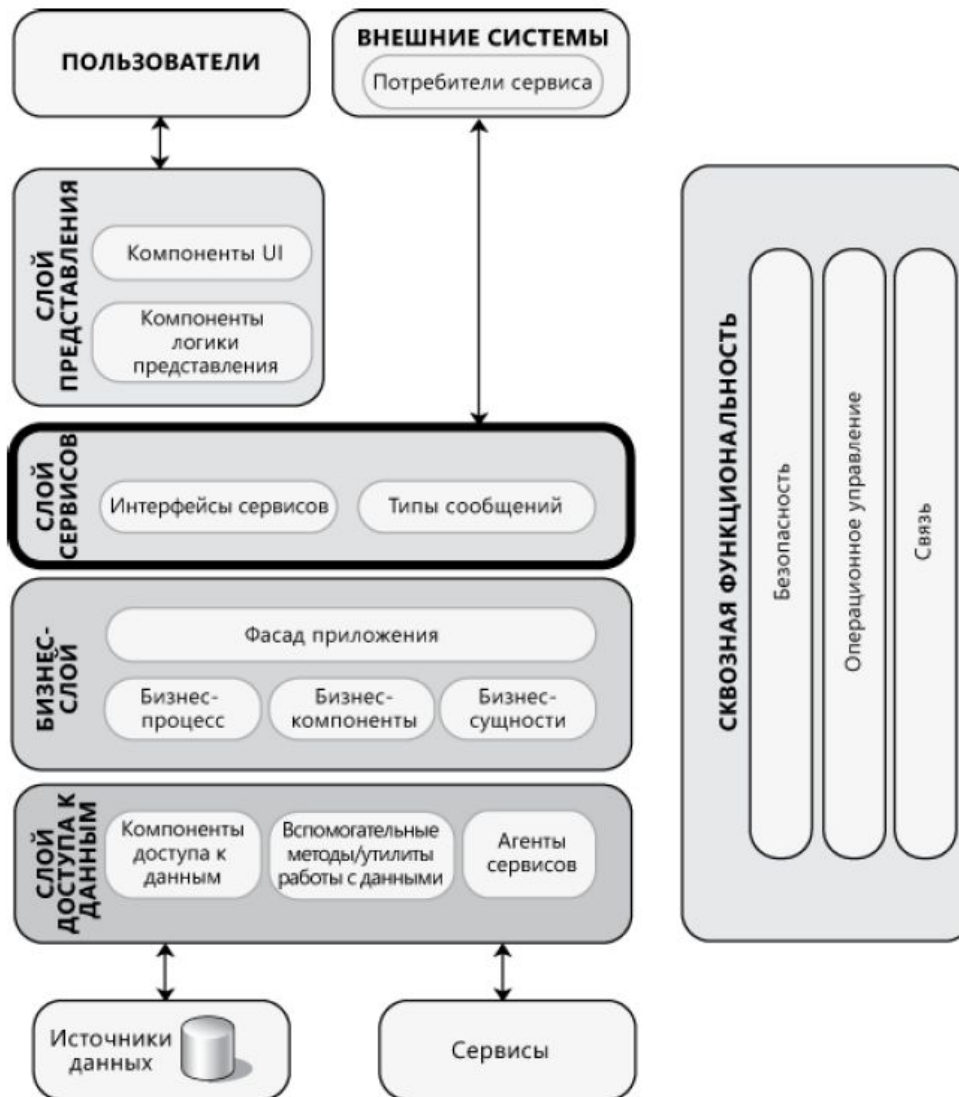 ПОЛЬЗОВАТЕЛИ
ВНЕШНИЕ СИСТЕМЫ
Потребители сервиса
СЛОЙ
ПРЕДСТАВЛЕНИЯ
Компоненты UI
Компоненты
логики
представления
СЛОЙ
СЕРВИСОВ
Интерфейсы сервисов
Типы сообщений
БИЗНЕС-
СЛОЙ
Фасад приложения
Бизнес-
процесс
Бизнес-
компоненты
Бизнес-
сущности
СЛОЙ
ДОСТУПА К
ДАННЫМ
Компоненты
доступа к
данным
Вспомогательные
методы/утилиты
работы с данными
Агенты
сервисов
Источники
данных
Сервисы
СКВОЗНАЯ ФУНКЦИОНАЛЬНОСТЬ
Безопасность
Операционное управление
Связь